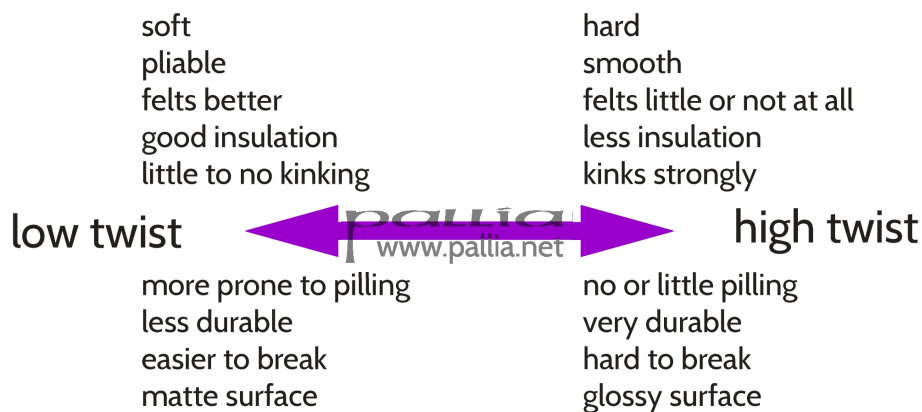 soft
pliable
felts better
good insulation
little to no kinking
hard
smooth
felts little or not at all
less insulation
kinks strongly
low twist
pallia
www.pallia.net
high twist
more prone to pilling
less durable
easier to break
matte surface
no or little pilling
very durable
hard to break
glossy surface